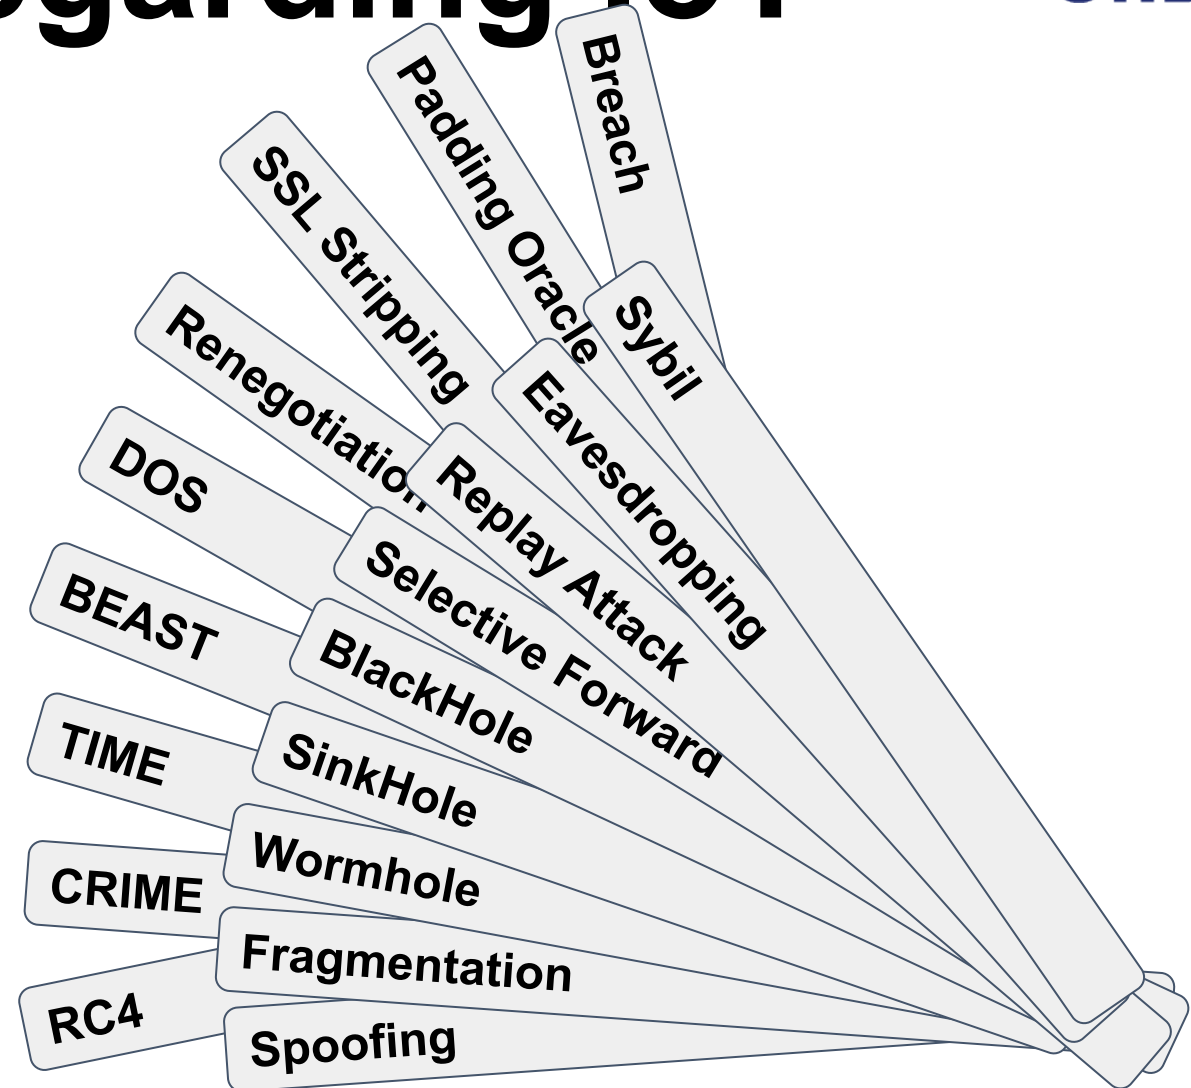 Breach
Padding Oracle
SSL Stripping
Renegotiation
DOS
BEAST
TIME
CRIME
RC4
Sybil
Eavesdropping
Replay Attack
Selective Forward
BlackHole
SinkHole
Wormhole
Fragmentation
Spoofing